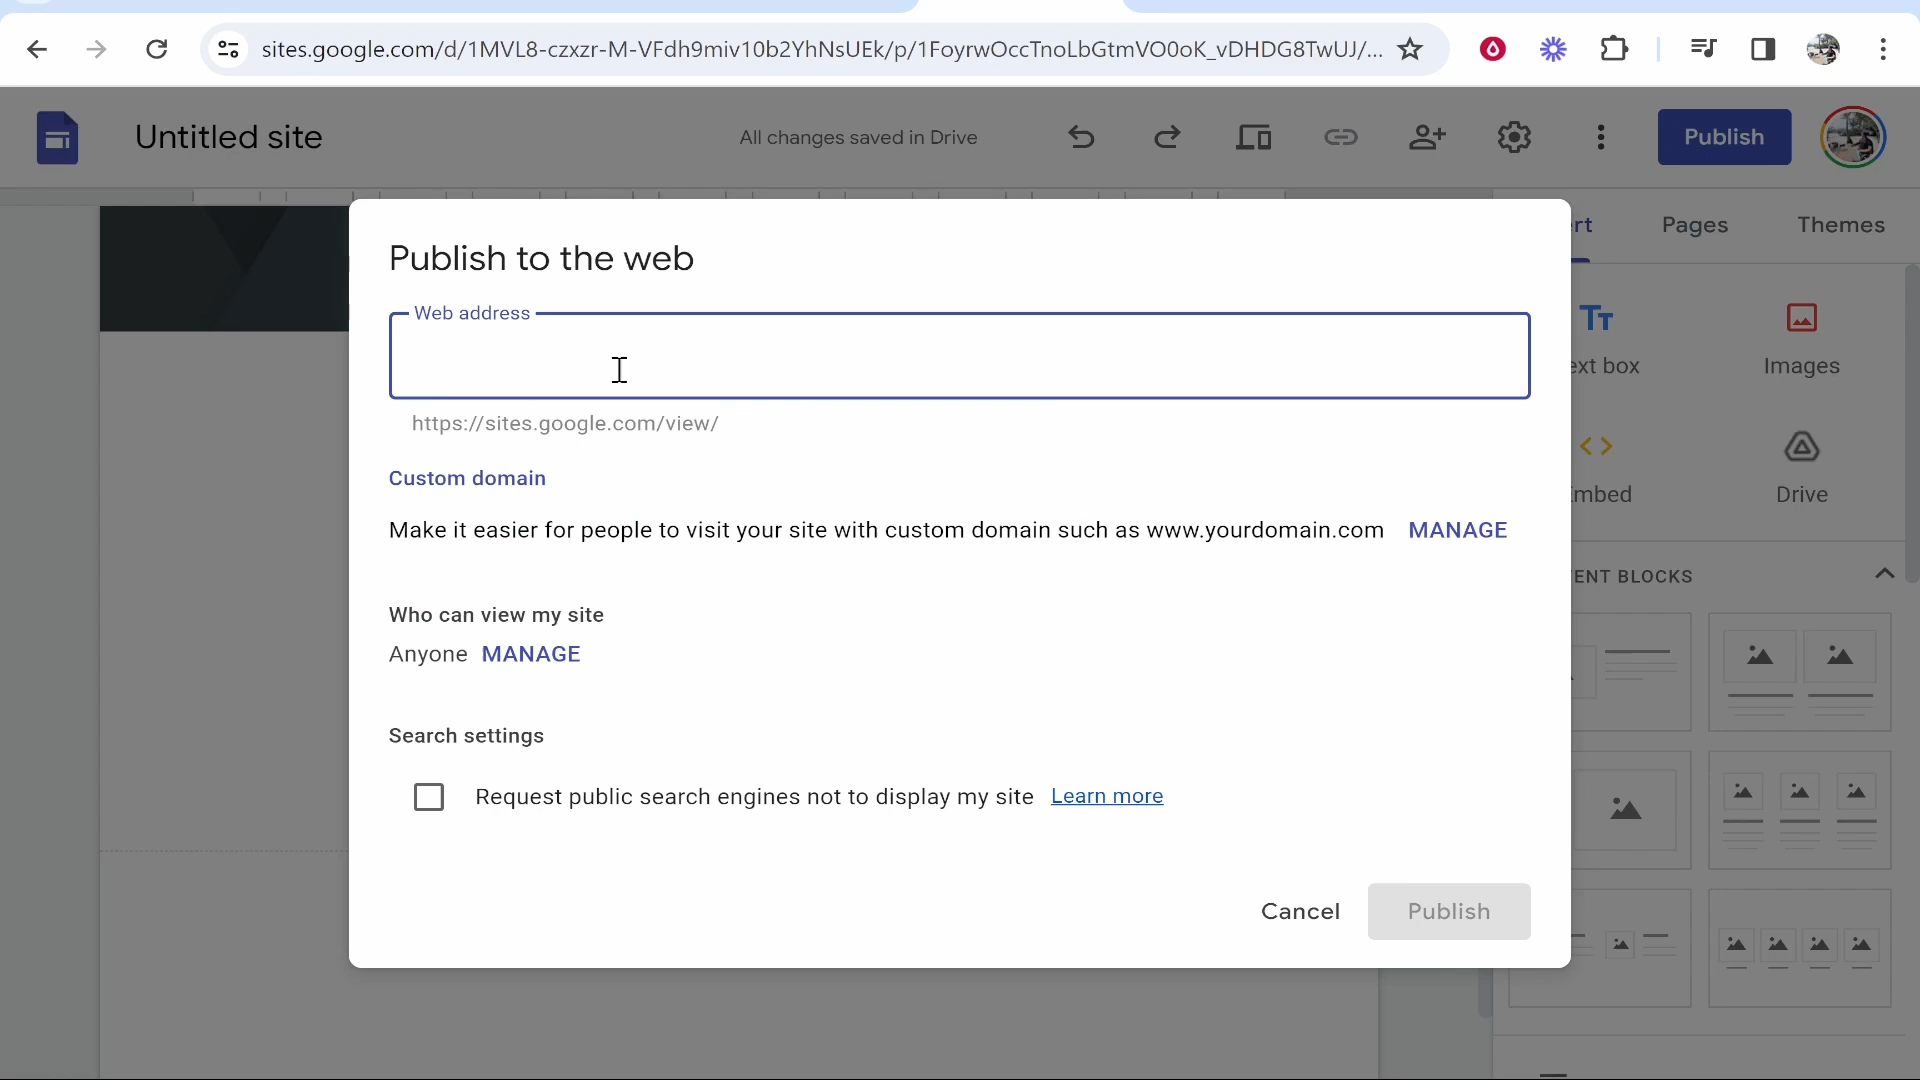 sites.google.com/d/1MVL8-czxzr-M-VFdh9miv10b2YhNsUEk/p/1FoyrwOccTnoLbGtmVO0oK_vDHDG8TwUJ/...
Untitled site
All changes saved in Drive
Publish
Pages
Themes
Publish to the web
Web address
https://sites.google.com/view/
Custom domain
Make it easier for people to visit your site with custom domain such as www.yourdomain.com MANAGE
Who can view my site
Anyone MANAGE
Search settings
Request public search engines not to display my site Learn more
Cancel
Publish
rt
Tт
ext box
Images
Embed
Drive
TENT BLOCKS